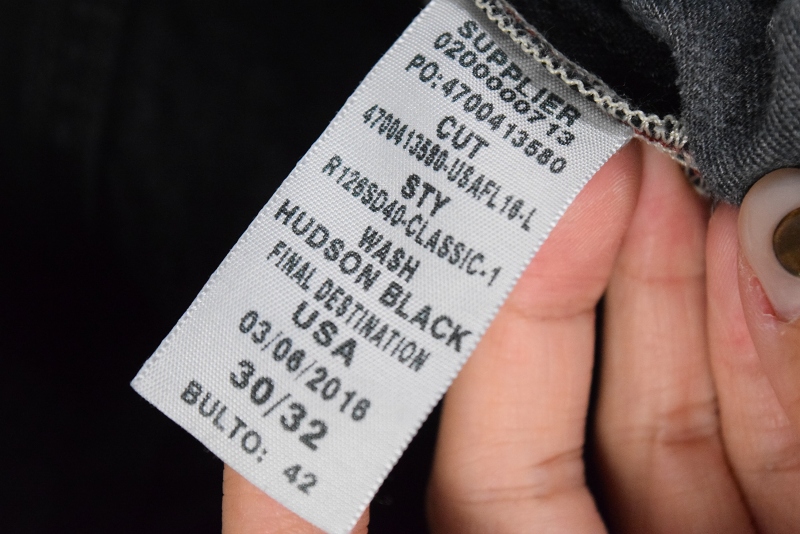 SUPPLIER
0200000713
PO:4700413580
CUT
4700413580-USAFL16-L
STY
R126SD40-CLASSIC-1
WASH
HUDSON BLACK
FINAL DESTINATION
USA
03/06/2016
30/32
BULTO: 42